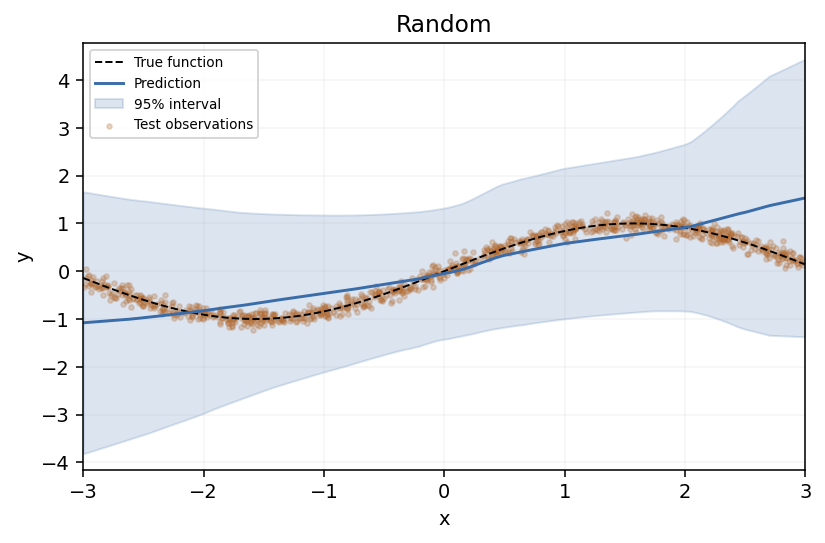 Random
True function
Prediction
95% interval
Test observations
y
4
3
2
1
0
−1
−2
−3
−4
−3 −2 −1 0 1 2 3
x